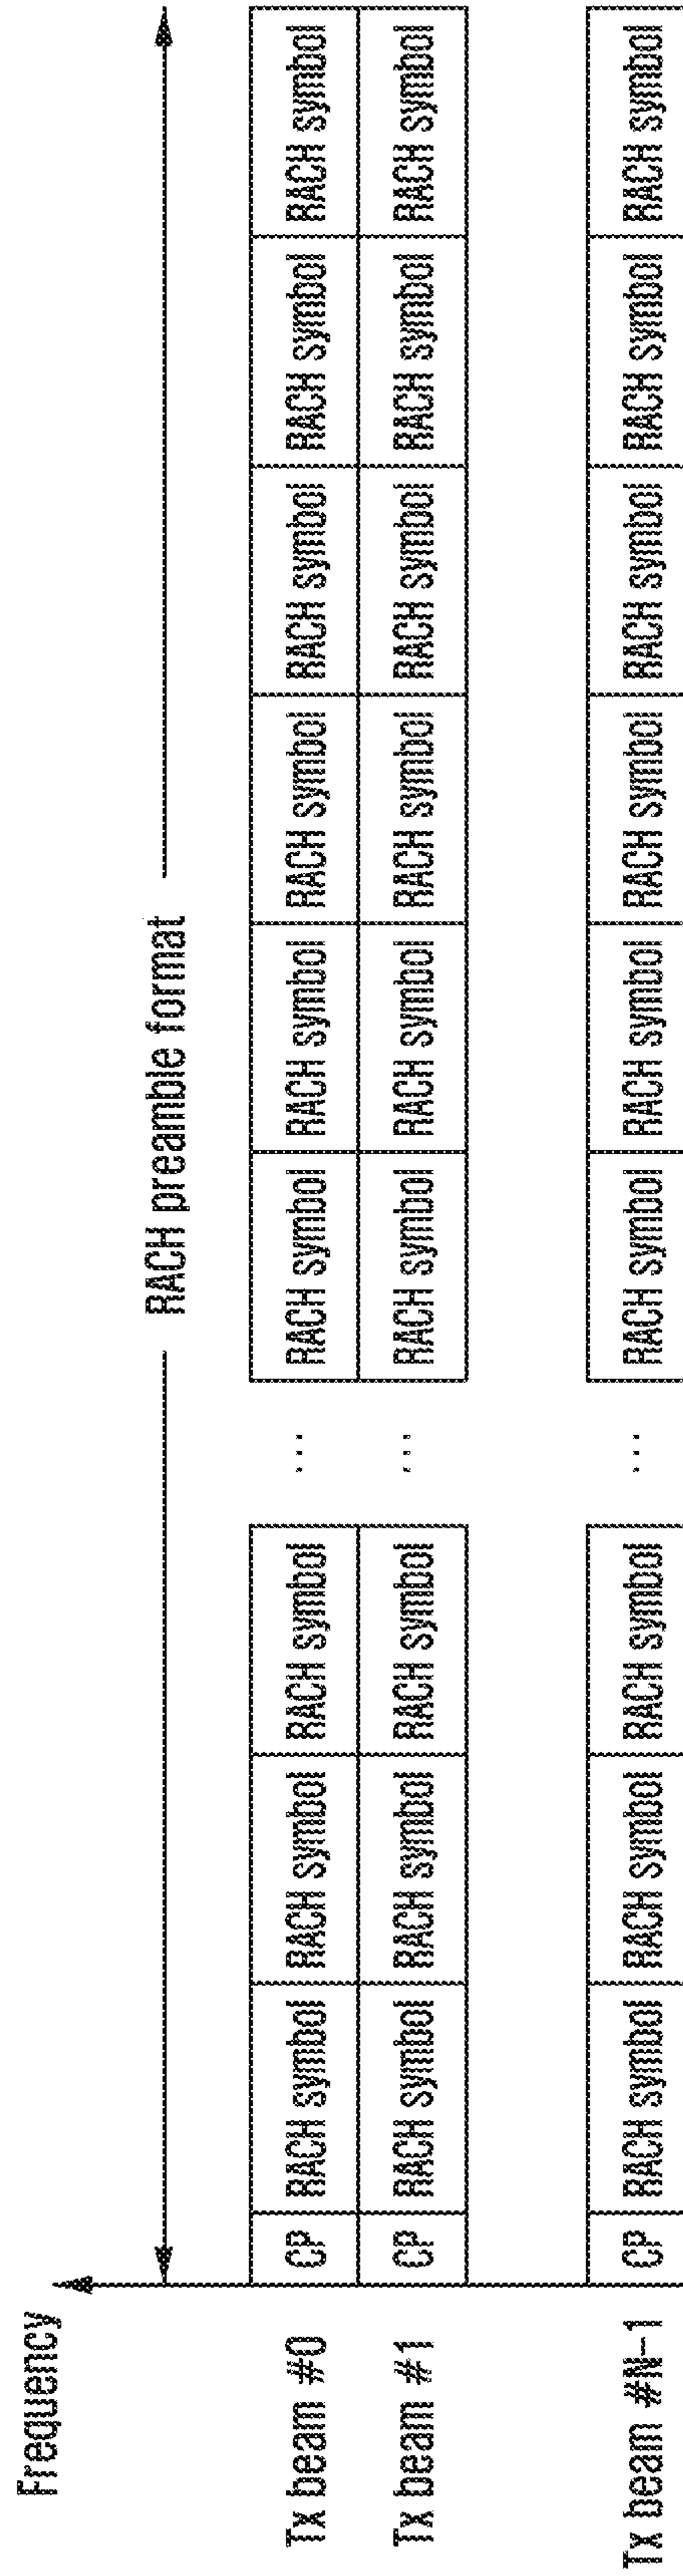 Frequency
RACH preamble format
Tx beam #0 CP RACH symbol RACH symbol RACH symbol ... RACH symbol RACH symbol RACH symbol RACH symbol RACH symbol RACH symbol
Tx beam #1 CP RACH symbol RACH symbol RACH symbol ... RACH symbol RACH symbol RACH symbol RACH symbol RACH symbol RACH symbol
Tx beam #N-1 CP RACH symbol RACH symbol RACH symbol ... RACH symbol RACH symbol RACH symbol RACH symbol RACH symbol RACH symbol